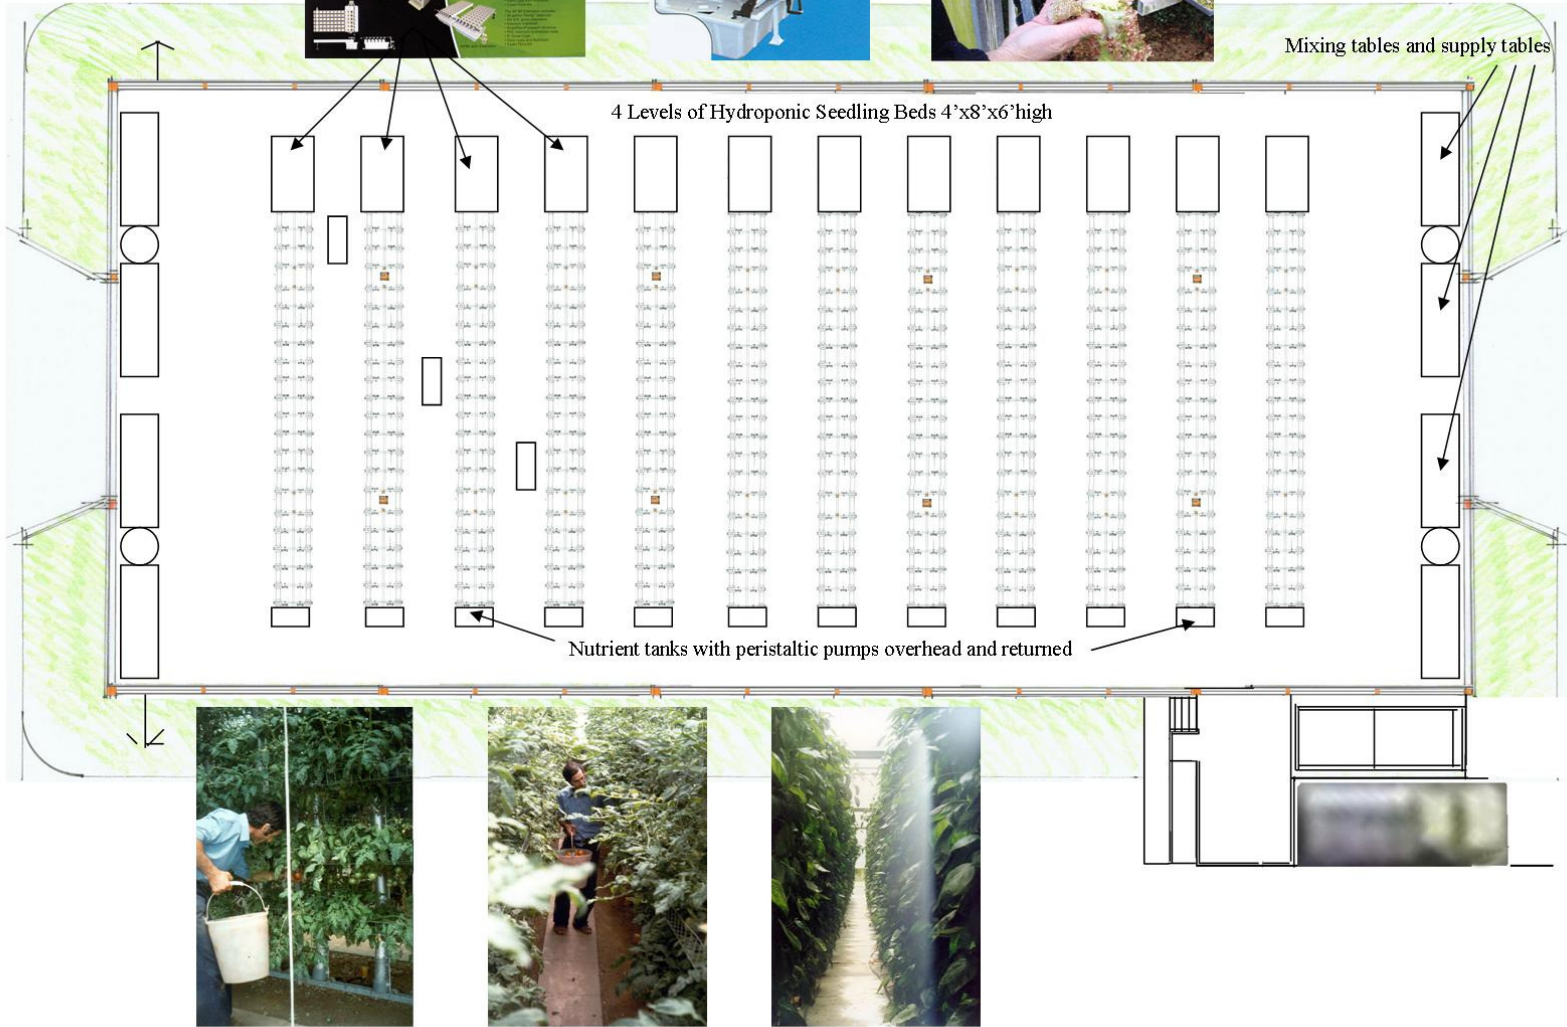 Mixing tables and supply tables
4 Levels of Hydroponic Seedling Beds 4’x8’x6’high
Nutrient tanks with peristaltic pumps overhead and returned